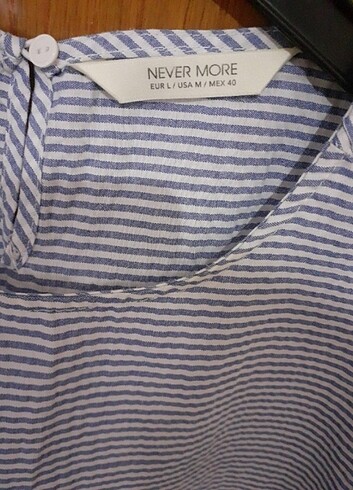 NEVER MORE
EUR L / USA M / MEX 40